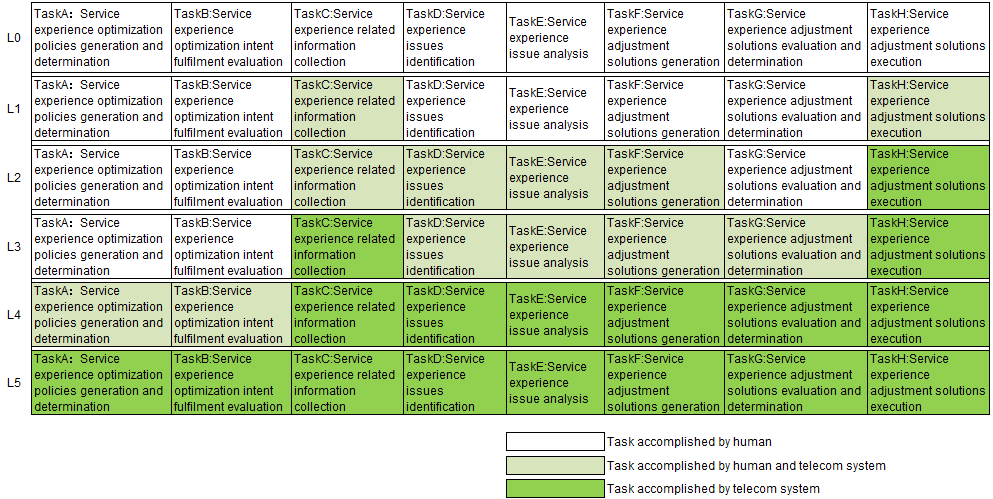 L0
TaskA：Service
experience optimization
policies generation and
determination
TaskB:Service
experience
optimization intent
fulfilment evaluation
TaskC:Service
experience related
information
collection
TaskD:Service
experience
issues
identification
TaskE:Service
experience
issue analysis
TaskF:Service
experience
adjustment
solutions generation
TaskG:Service
experience adjustment
solutions evaluation and
determination
TaskH:Service
experience
adjustment solutions
execution
L1
TaskA：Service
experience optimization
policies generation and
determination
TaskB:Service
experience
optimization intent
fulfilment evaluation
TaskC:Service
experience related
information
collection
TaskD:Service
experience
issues
identification
TaskE:Service
experience
issue analysis
TaskF:Service
experience
adjustment
solutions generation
TaskG:Service
experience adjustment
solutions evaluation and
determination
TaskH:Service
experience
adjustment solutions
execution
L2
TaskA：Service
experience optimization
policies generation and
determination
TaskB:Service
experience
optimization intent
fulfilment evaluation
TaskC:Service
experience related
information
collection
TaskD:Service
experience
issues
identification
TaskE:Service
experience
issue analysis
TaskF:Service
experience
adjustment
solutions generation
TaskG:Service
experience adjustment
solutions evaluation and
determination
TaskH:Service
experience
adjustment solutions
execution
L3
TaskA：Service
experience optimization
policies generation and
determination
TaskB:Service
experience
optimization intent
fulfilment evaluation
TaskC:Service
experience related
information
collection
TaskD:Service
experience
issues
identification
TaskE:Service
experience
issue analysis
TaskF:Service
experience
adjustment
solutions generation
TaskG:Service
experience adjustment
solutions evaluation and
determination
TaskH:Service
experience
adjustment solutions
execution
L4
TaskA：Service
experience optimization
policies generation and
determination
TaskB:Service
experience
optimization intent
fulfilment evaluation
TaskC:Service
experience related
information
collection
TaskD:Service
experience
issues
identification
TaskE:Service
experience
issue analysis
TaskF:Service
experience
adjustment
solutions generation
TaskG:Service
experience adjustment
solutions evaluation and
determination
TaskH:Service
experience
adjustment solutions
execution
L5
TaskA：Service
experience optimization
policies generation and
determination
TaskB:Service
experience
optimization intent
fulfilment evaluation
TaskC:Service
experience related
information
collection
TaskD:Service
experience
issues
identification
TaskE:Service
experience
issue analysis
TaskF:Service
experience
adjustment
solutions generation
TaskG:Service
experience adjustment
solutions evaluation and
determination
TaskH:Service
experience
adjustment solutions
execution
Task accomplished by human
Task accomplished by human and telecom system
Task accomplished by telecom system